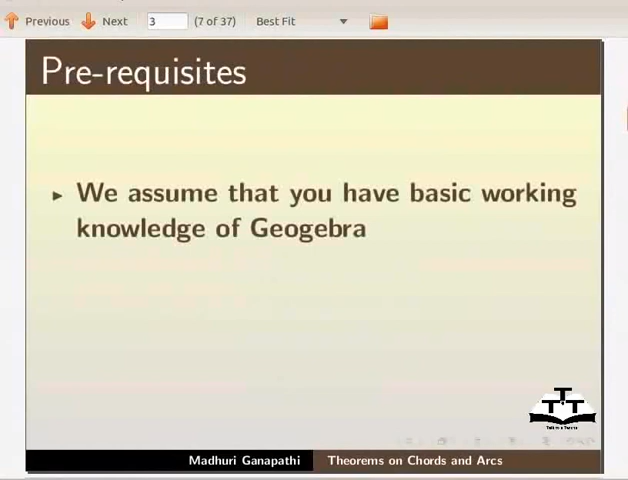 Previous Next 3 (7 of 37) Best Fit
Pre-requisites
We assume that you have basic working
knowledge of Geogebra
Madhuri Ganapathi Theorems on Chords and Arcs